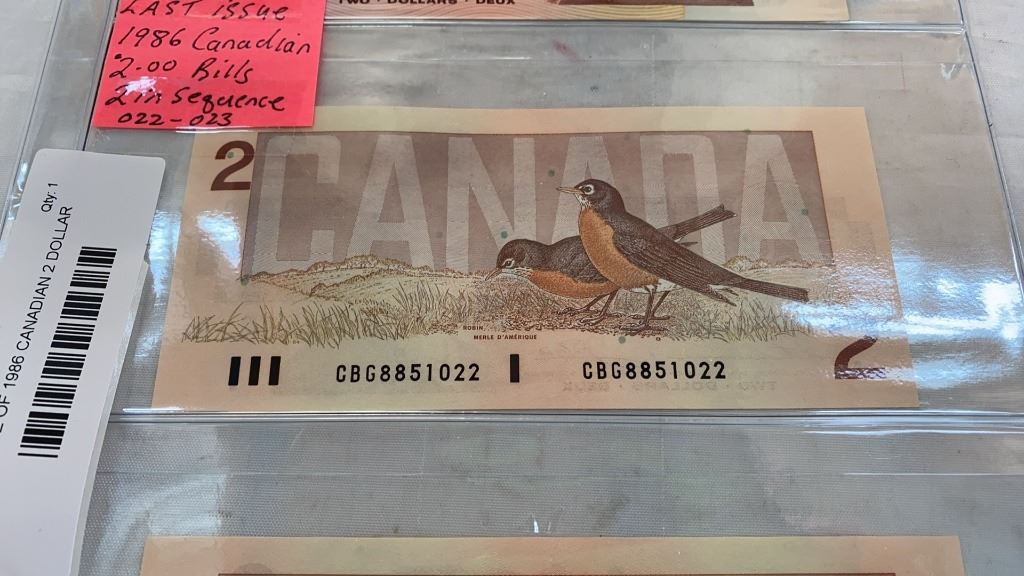 LAST issue
1986 Canadian
2.00 Bills
2 in Sequence
022-023
TWO • DOLLARS • DEUX
Qty: 1
OF 1986 CANADIAN 2 DOLLAR
2
CANADA
ROBIN
MERLE D'AMÉRIQUE
CBG8851022
CBG8851022
2